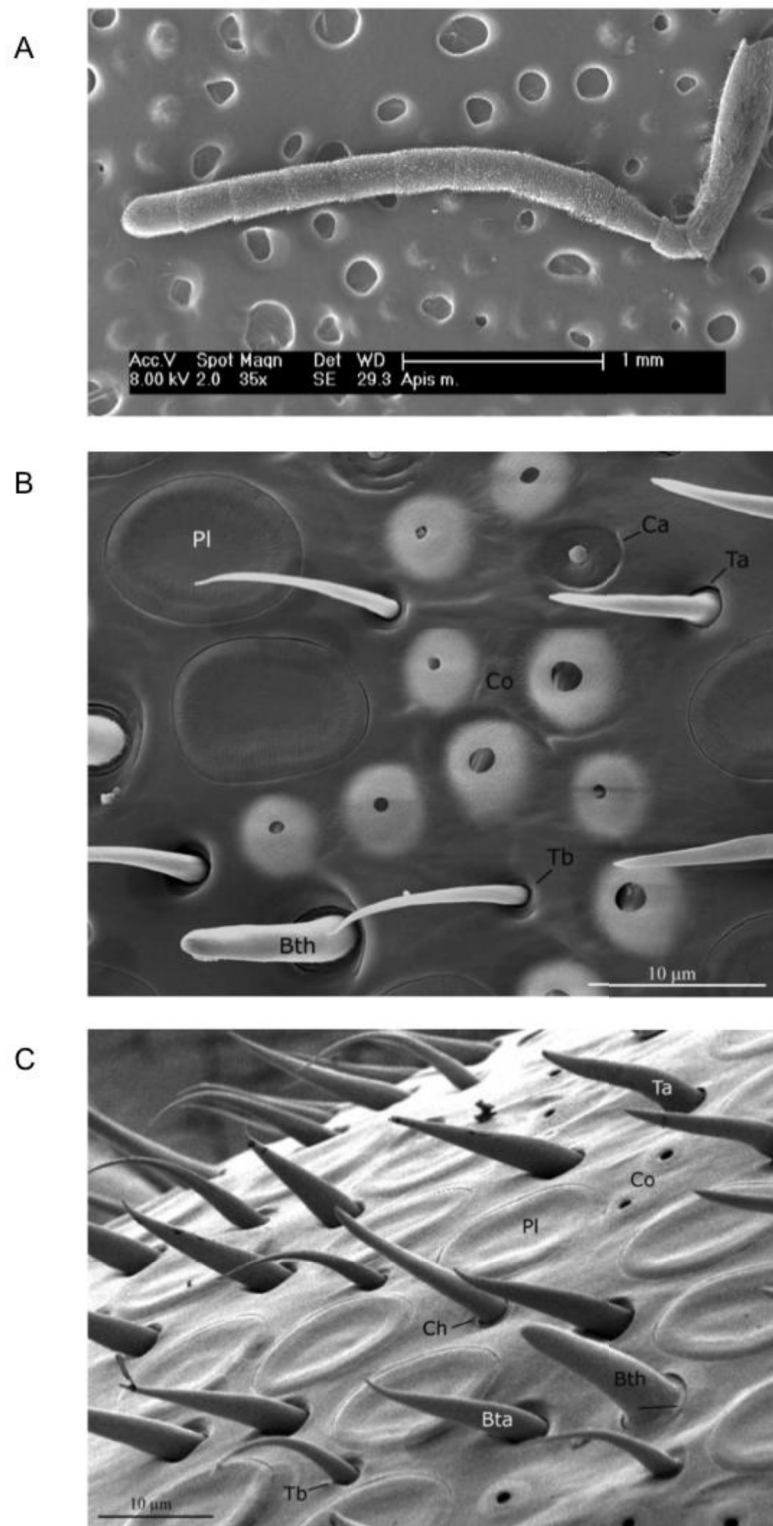 A
Acc.V Spot Magn Det WD 1 mm
8.00 kV 2.0 35x SE 29.3 Apis m.
B
Pl
Ca
Ta
Co
Tb
Bth
10 µm
C
Ta
Co
Pl
Ch
Bth
Bta
Tb
10 µm